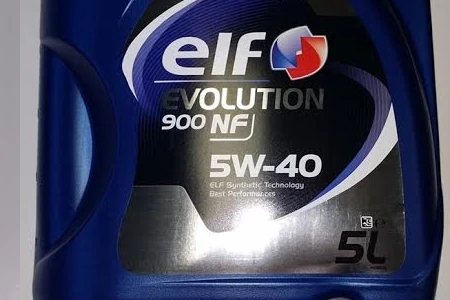 elf
EVOLUTION
900 NF
5W-40
ELF Synthetic Technology
Best Performances
5L